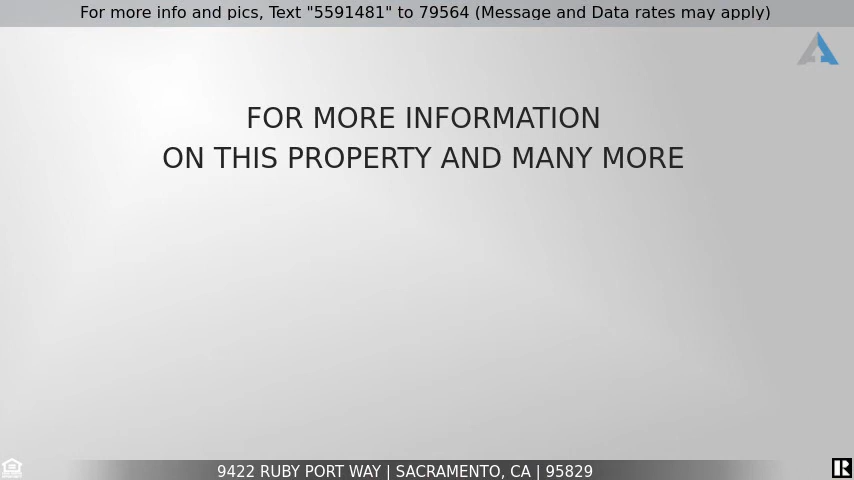 For more info and pics, Text "5591481" to 79564 (Message and Data rates may apply)
FOR MORE INFORMATION
ON THIS PROPERTY AND MANY MORE
9422 RUBY PORT WAY | SACRAMENTO, CA | 95829